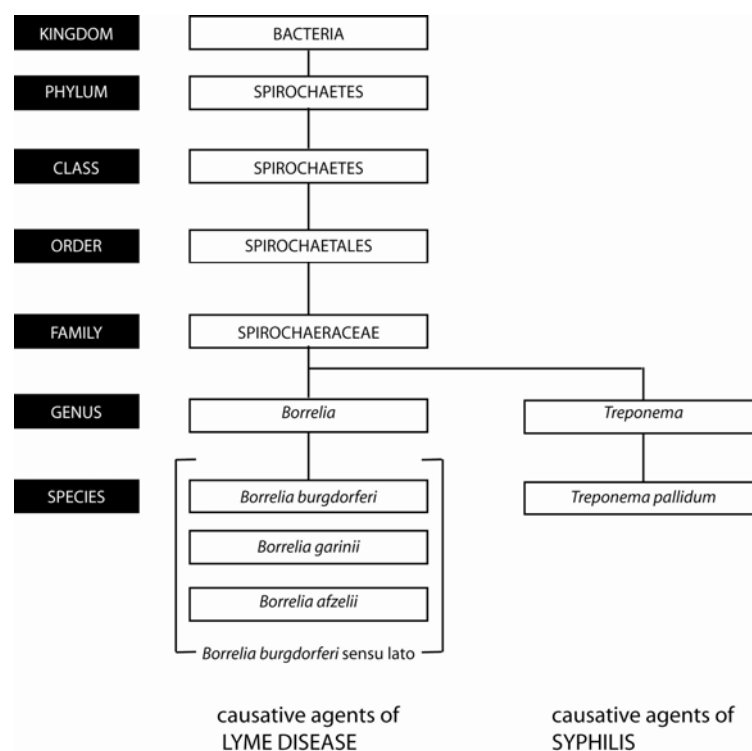 KINGDOM BACTERIA
PHYLUM SPIROCHAETES
CLASS SPIROCHAETES
ORDER SPIROCHAETALES
FAMILY SPIROCHAERACEAE
GENUS Borrelia Treponema
SPECIES Borrelia burgdorferi Treponema pallidum
Borrelia garinii
Borrelia afzelii
Borrelia burgdorferi sensu lato
causative agents of
LYME DISEASE
causative agents of
SYPHILIS